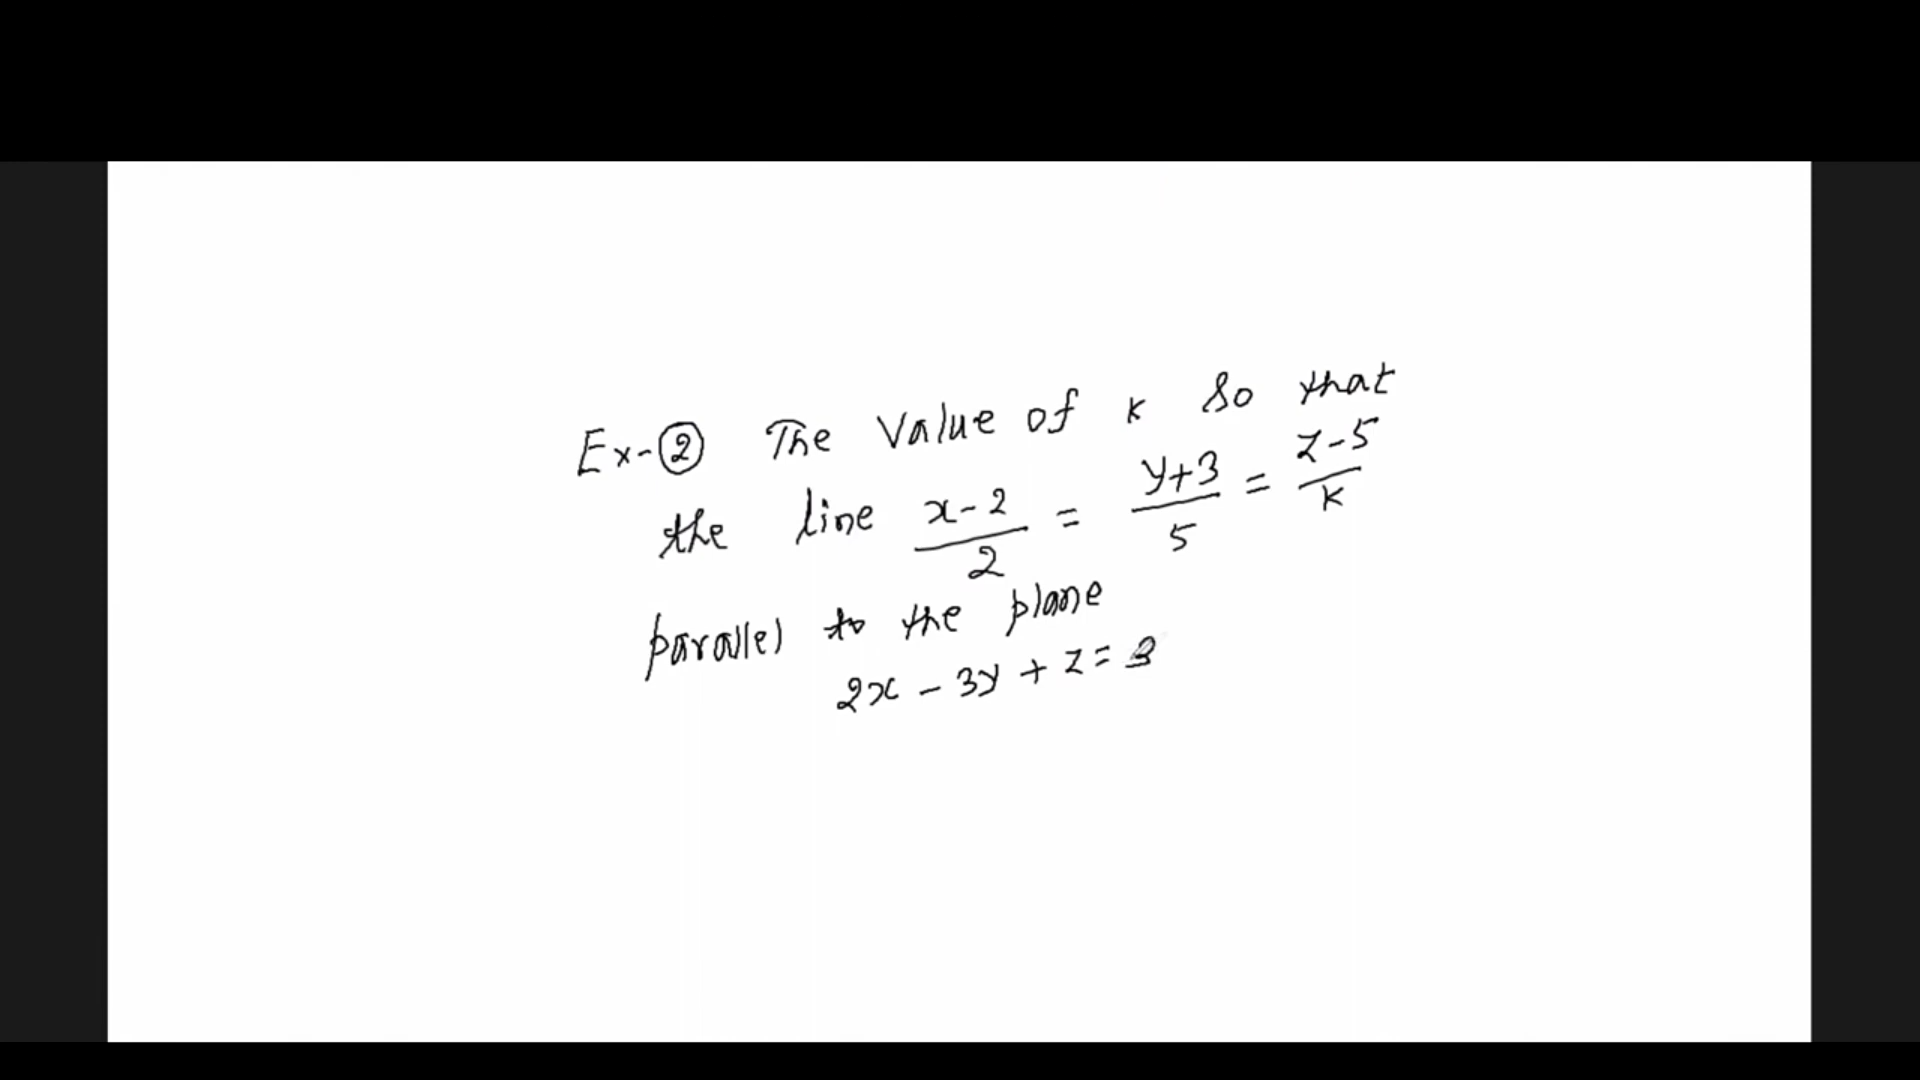 Ex-② The Value of k so that
the line x-2/2 = y+3/5 = z-5/k
parallel to the plane
2x - 3y + z = 3